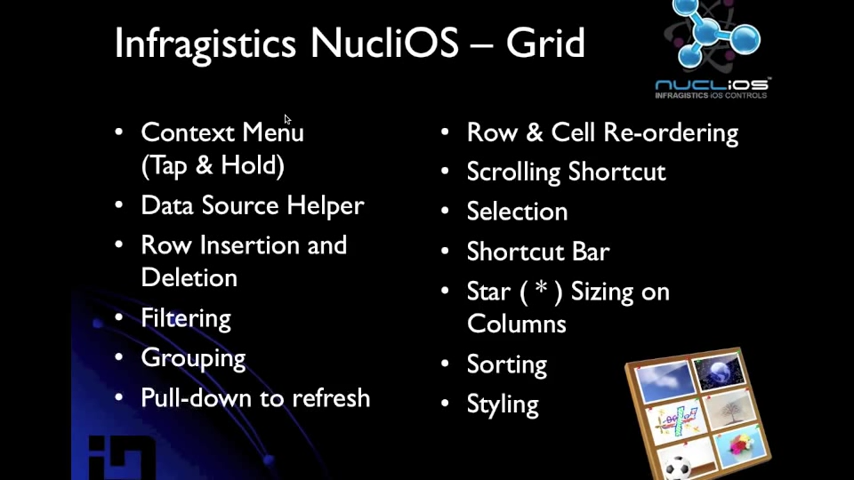 Infragistics NucliOS – Grid
NUCLiOS™
INFRAGISTICS iOS CONTROLS
• Context Menu
(Tap & Hold)
• Data Source Helper
• Row Insertion and
Deletion
• Filtering
• Grouping
• Pull-down to refresh
• Row & Cell Re-ordering
• Scrolling Shortcut
• Selection
• Shortcut Bar
• Star ( * ) Sizing on
Columns
• Sorting
• Styling